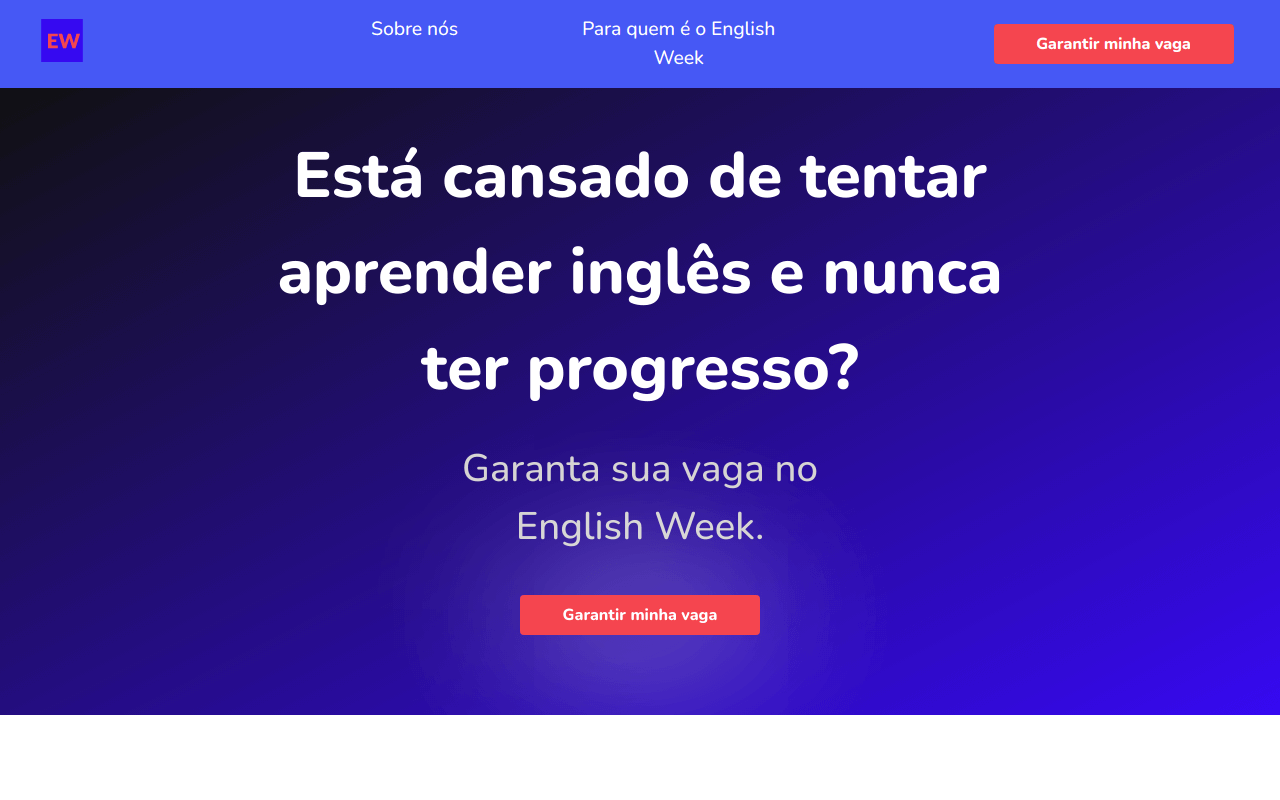 EW
Sobre nós
Para quem é o English
Week
Garantir minha vaga
Está cansado de tentar
aprender inglês e nunca
ter progresso?
Garanta sua vaga no
English Week.
Garantir minha vaga